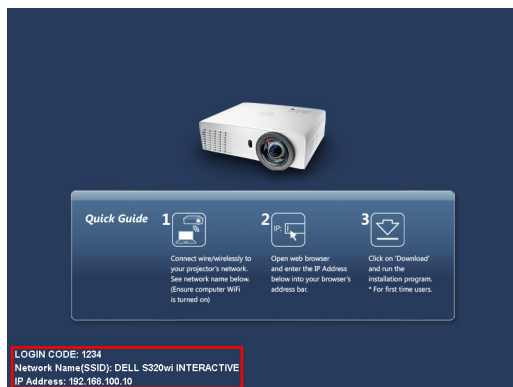 Quick Guide
1
2
3
IP:
Connect wire/wirelessly to
your projector's network.
See network name below.
(Ensure computer WiFi
is turned on)
Open web browser
and enter the IP Address
below into your browser's
address bar.
Click on 'Download'
and run the
installation program.
* For first time users.
LOGIN CODE: 1234
Network Name(SSID): DELL S320wi INTERACTIVE
IP Address: 192.168.100.10